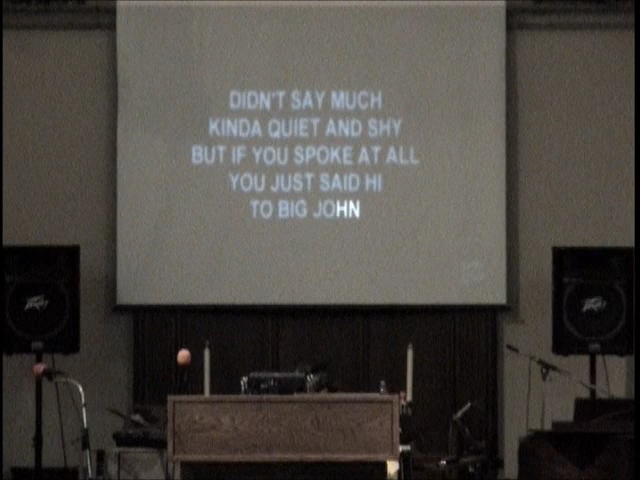 DIDN'T SAY MUCH
KINDA QUIET AND SHY
BUT IF YOU SPOKE AT ALL
YOU JUST SAID HI
TO BIG JOHN